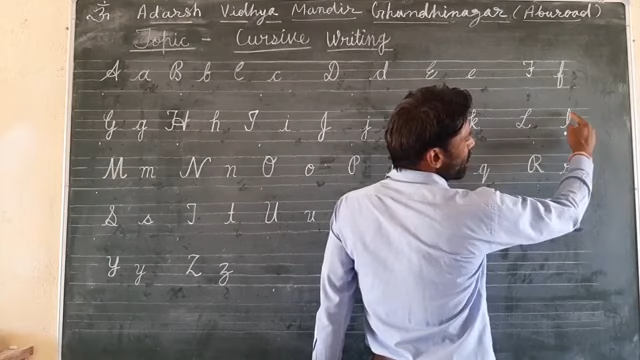 ॐ Adarsh Vidhya Mandir Ghandhinagar (Aburoad)
Topic - Cursive Writing
A a B b C c D d E e F f
G g H h I i J j k L l
M m N n O o P q R r
S s T t U u
Y y Z z